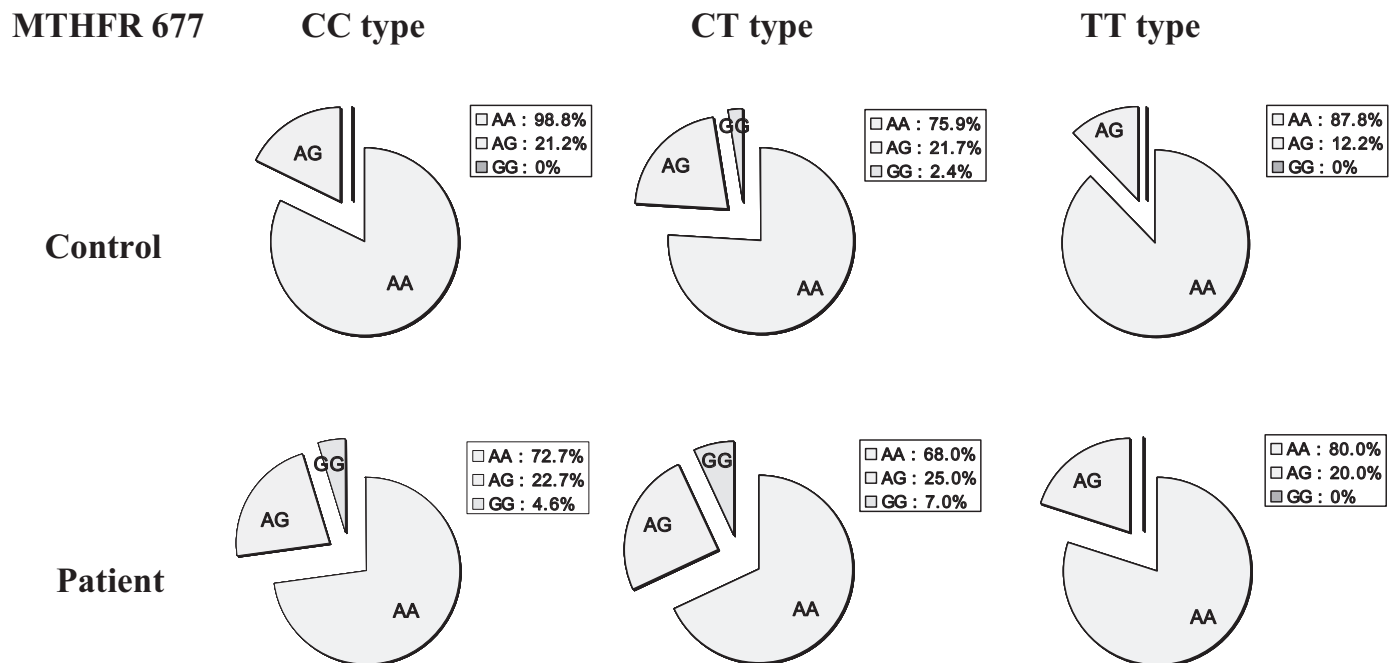 MTHFR 677 CC type CT type TT type
Control
AG
AA
AA : 98.8%
AG : 21.2%
GG : 0%
GG
AG
AA
AA : 75.9%
AG : 21.7%
GG : 2.4%
AG
AA
AA : 87.8%
AG : 12.2%
GG : 0%
Patient
GG
AG
AA
AA : 72.7%
AG : 22.7%
GG : 4.6%
GG
AG
AA
AA : 68.0%
AG : 25.0%
GG : 7.0%
AG
AA
AA : 80.0%
AG : 20.0%
GG : 0%